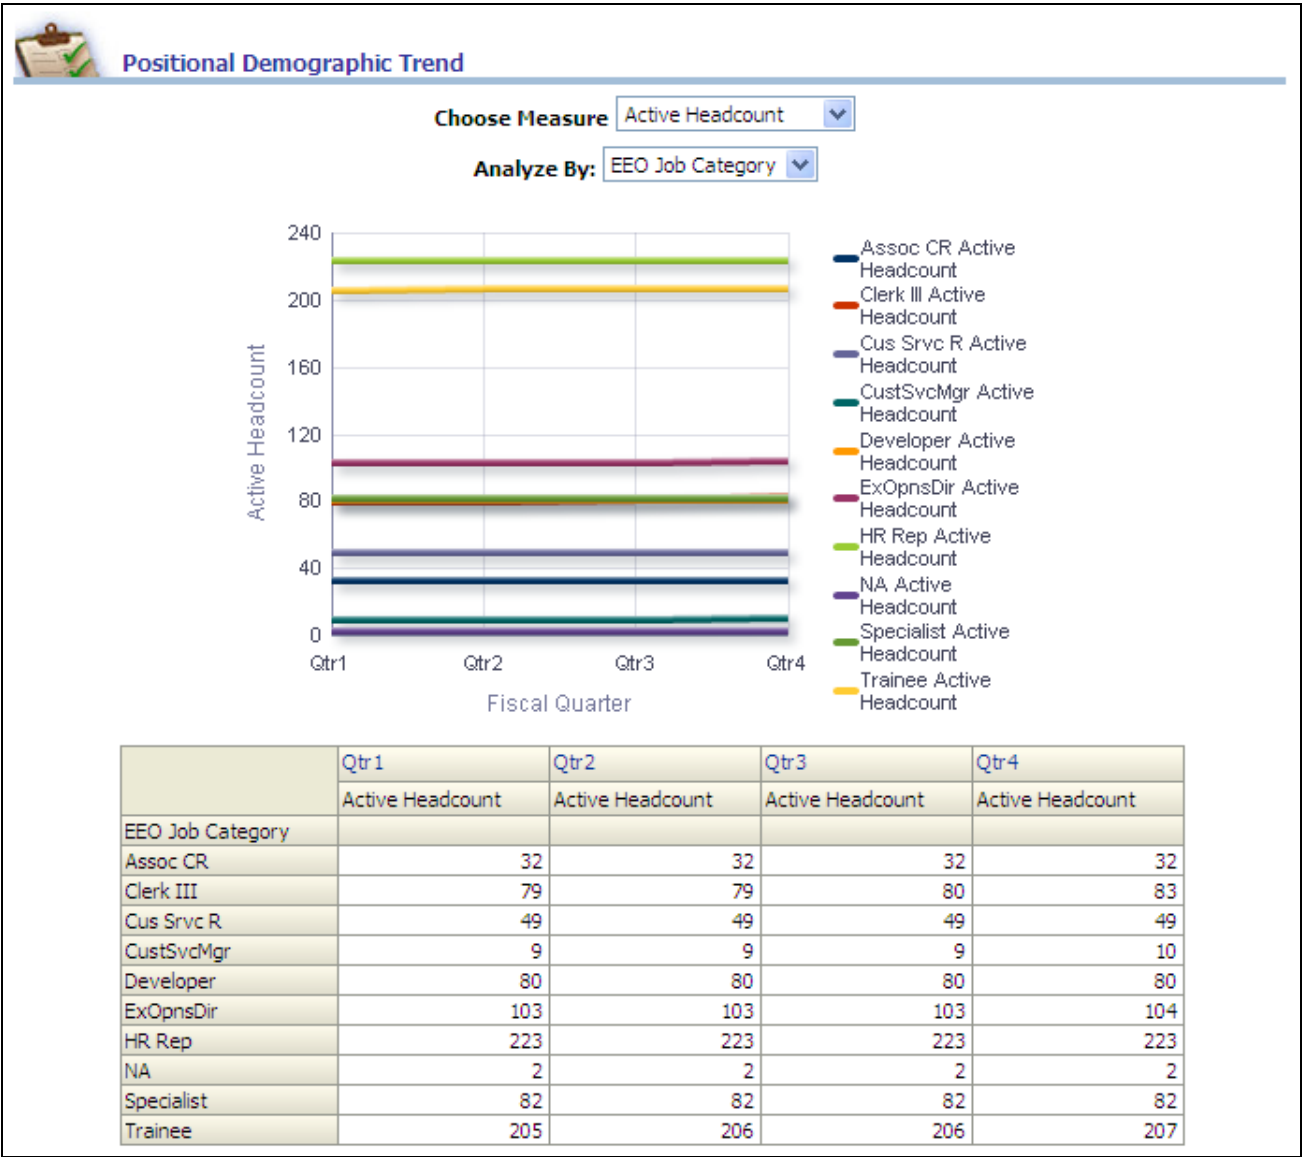 Positional Demographic Trend
Choose Measure Active Headcount
Analyze By: EEO Job Category
240
200
160
120
80
40
0
Active Headcount
Qtr1 Qtr2 Qtr3 Qtr4
Fiscal Quarter
Assoc CR Active
Headcount
Clerk III Active
Headcount
Cus Srvc R Active
Headcount
CustSvcMgr Active
Headcount
Developer Active
Headcount
ExOpnsDir Active
Headcount
HR Rep Active
Headcount
NA Active
Headcount
Specialist Active
Headcount
Trainee Active
Headcount
Qtr1 Qtr2 Qtr3 Qtr4
Active Headcount Active Headcount Active Headcount Active Headcount
EEO Job Category
Assoc CR 32 32 32 32
Clerk III 79 79 80 83
Cus Srvc R 49 49 49 49
CustSvcMgr 9 9 9 10
Developer 80 80 80 80
ExOpnsDir 103 103 103 104
HR Rep 223 223 223 223
NA 2 2 2 2
Specialist 82 82 82 82
Trainee 205 206 206 207